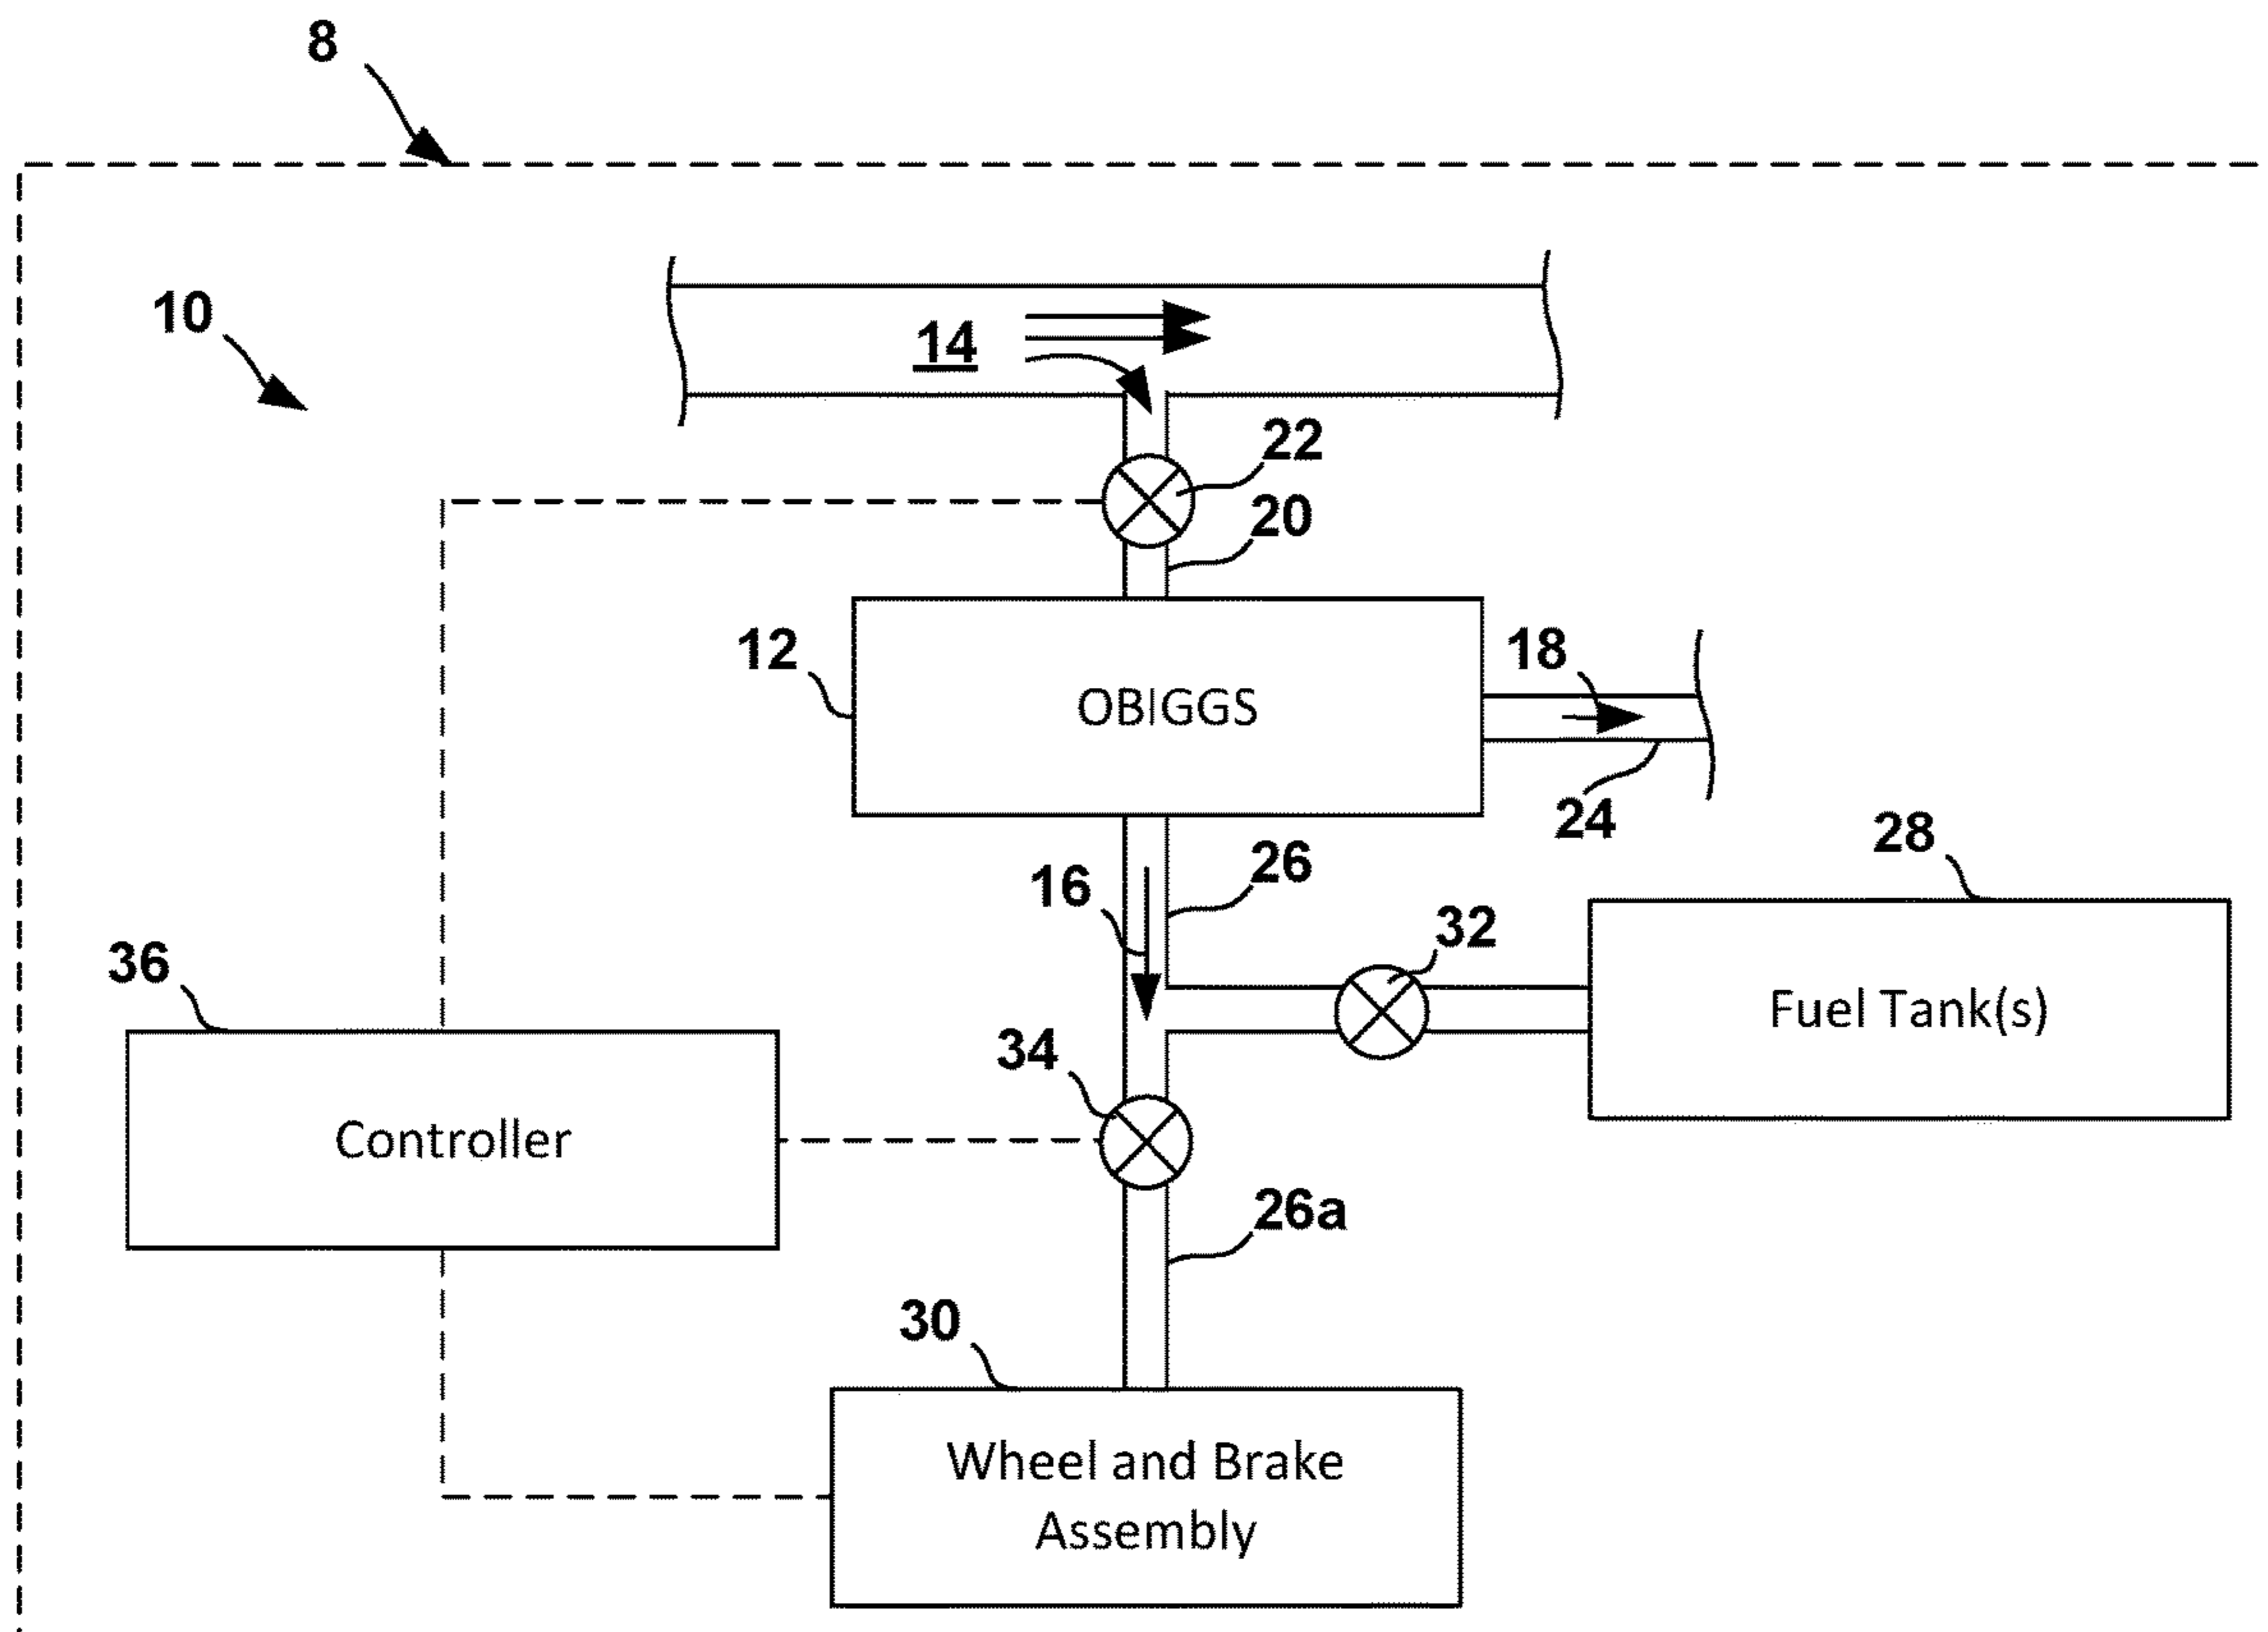 8
10
14
22
20
12
OBIGGS
18
24
28
26
16
32
Fuel Tank(s)
36
34
Controller
26a
30
Wheel and Brake
Assembly